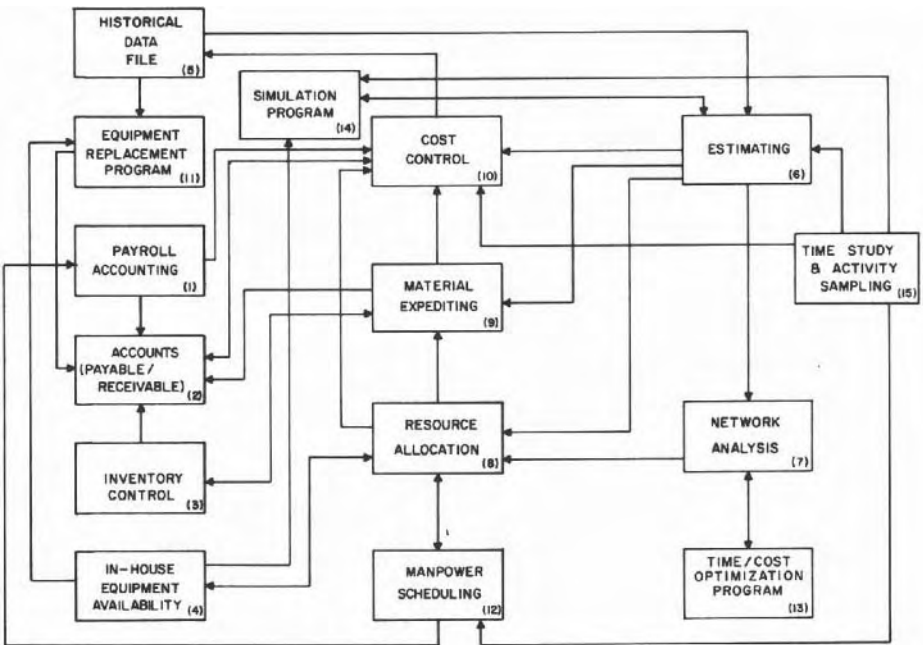 HISTORICAL
DATA
FILE
(5)
SIMULATION
PROGRAM
(14)
EQUIPMENT
REPLACEMENT
PROGRAM
(11)
COST
CONTROL
(10)
ESTIMATING
(6)
PAYROLL
ACCOUNTING
(1)
MATERIAL
EXPEDITING
(9)
TIME STUDY
& ACTIVITY
SAMPLING
(15)
ACCOUNTS
(PAYABLE/
RECEIVABLE)
(2)
RESOURCE
ALLOCATION
(8)
NETWORK
ANALYSIS
(7)
INVENTORY
CONTROL
(3)
IN-HOUSE
EQUIPMENT
AVAILABILITY
(4)
MANPOWER
SCHEDULING
(12)
TIME/COST
OPTIMIZATION
PROGRAM
(13)